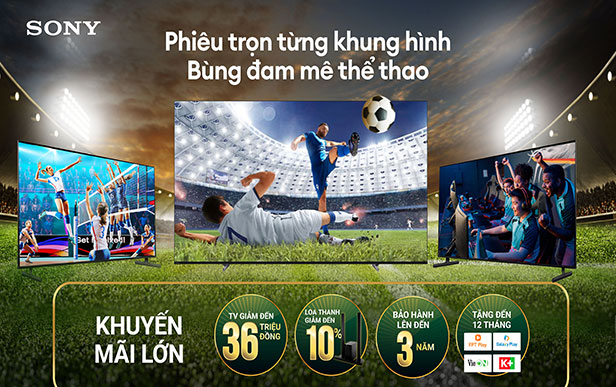 SONY
Phiêu trọn từng khung hình
Bùng đam mê thể thao
KHUYẾN
MÃI LỚN
TV GIẢM ĐẾN
36 TRIỆU ĐỒNG
LOA THANH
GIẢM ĐẾN
10%
BẢO HÀNH
LÊN ĐẾN
3 NĂM
TẶNG ĐẾN
12 THÁNG
FPT Play
Galaxy Play
VieON
K+